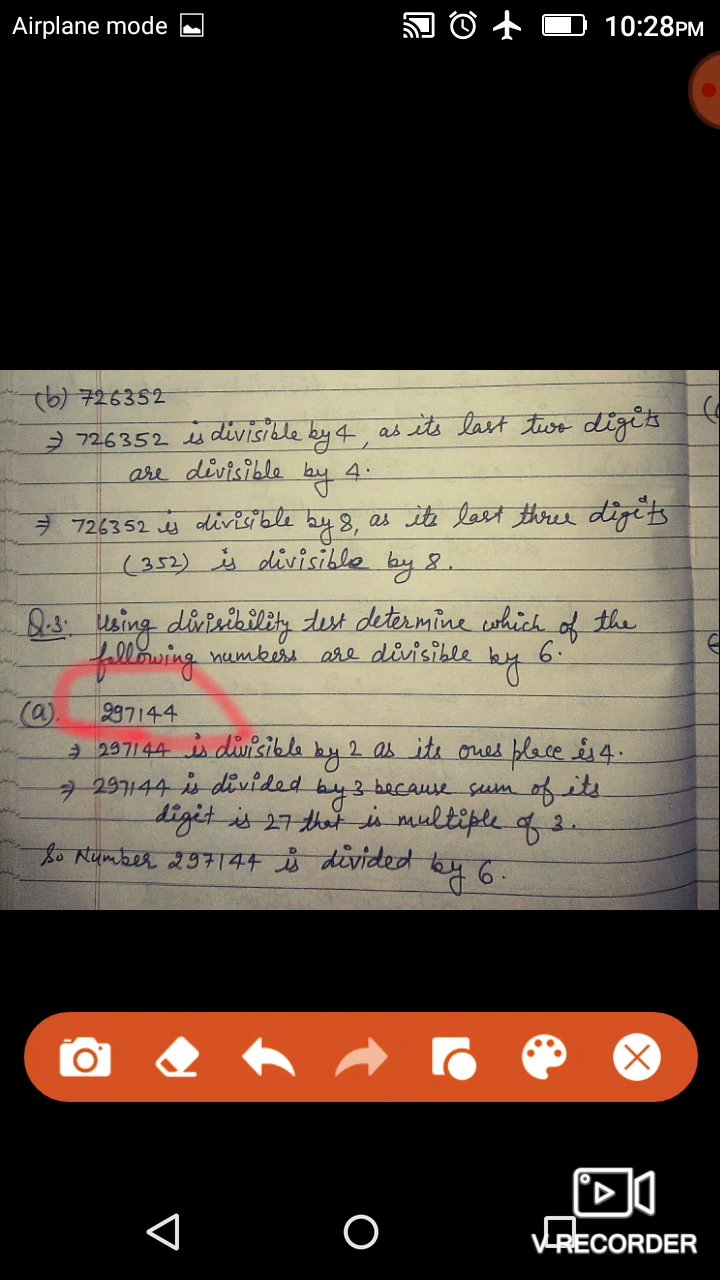 Airplane mode
10:28PM
(b) 726352
⇒ 726352 is divisible by 4, as its last two digits
are divisible by 4.
⇒ 726352 is divisible by 8, as its last three digits
(352) is divisible by 8.
Q.3. Using divisibility test determine which of the
following numbers are divisible by 6.
(a). 297144
⇒ 297144 is divisible by 2 as its ones place is 4.
⇒ 297144 is divided by 3 because sum of its
digit is 27 that is multiple of 3.
So Number 297144 is divided by 6.
V RECORDER